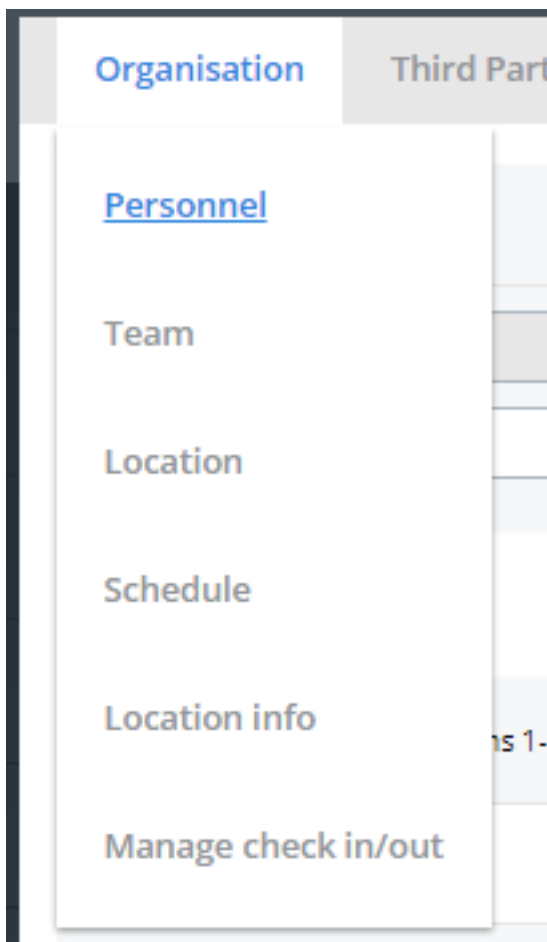 Organisation
Personnel
Team
Location
Schedule
Location info
Manage check in/out